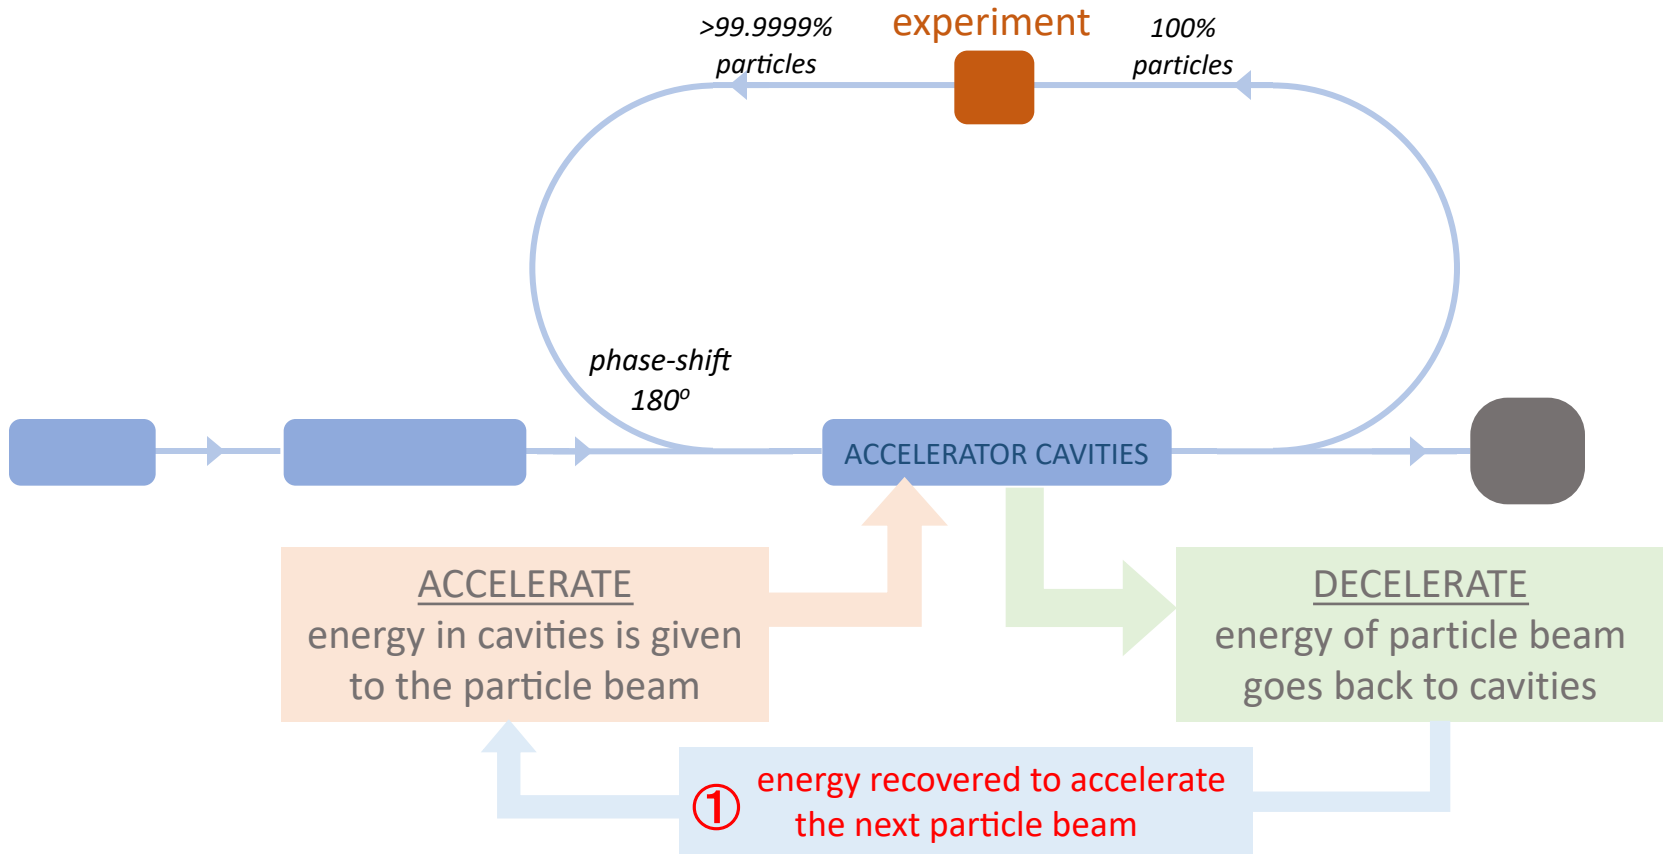 >99.9999%
particles
experiment
100%
particles
phase-shift
180º
ACCELERATOR CAVITIES
ACCELERATE
energy in cavities is given
to the particle beam
DECELERATE
energy of particle beam
goes back to cavities
① energy recovered to accelerate
the next particle beam